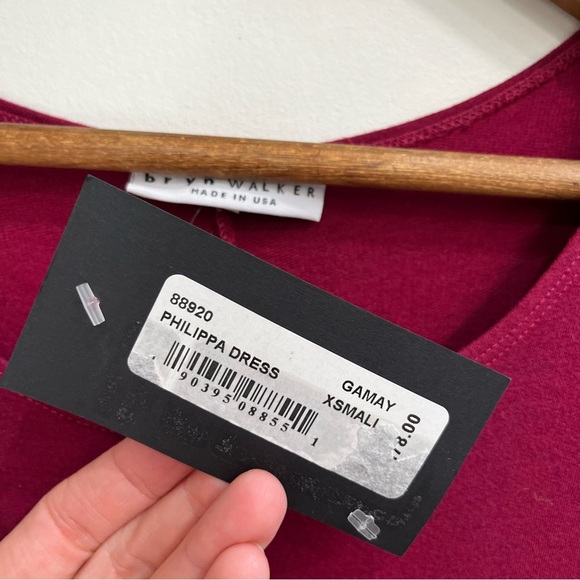 bryn WALKER
MADE IN USA
88920
PHILIPPA DRESS
GAMAY
XSMALL
90395 08855 1